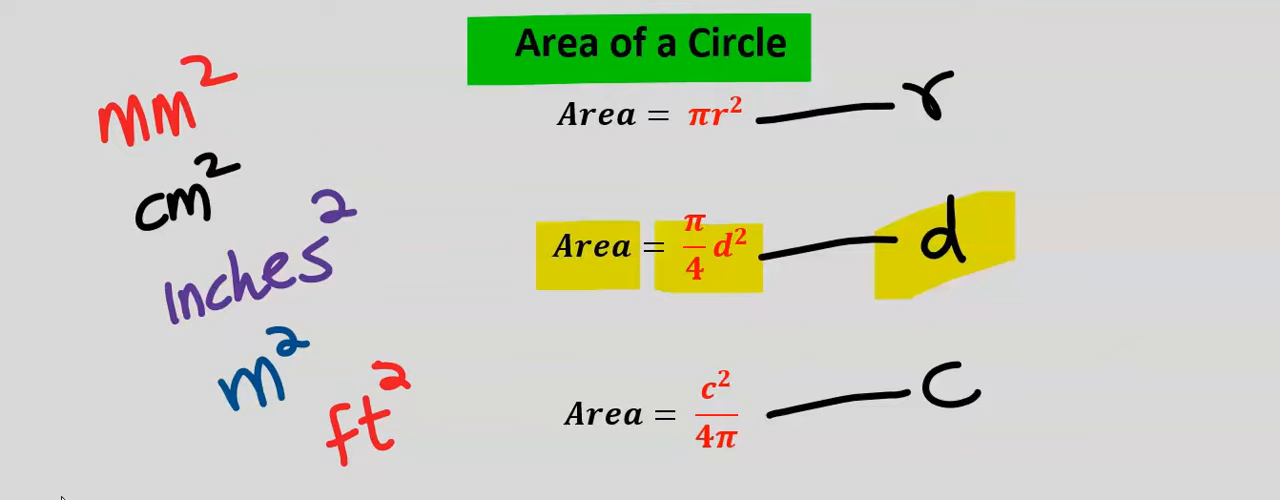 Area of a Circle
mm²
cm²
inches²
m²
ft²
Area = πr² r
Area = π/4 d² d
Area = c²/4π C